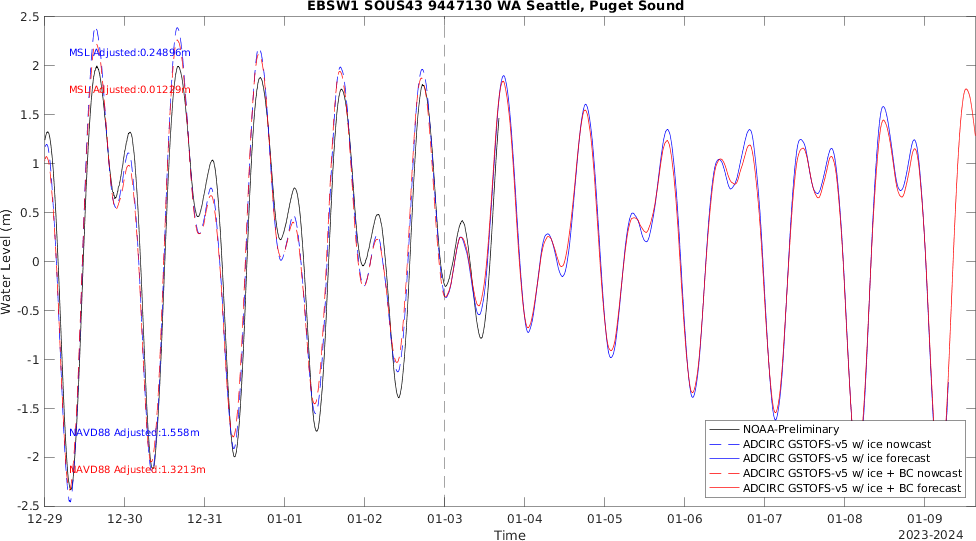 EBSW1 SOUS43 9447130 WA Seattle, Puget Sound
2.5
2
1.5
1
0.5
0
-0.5
-1
-1.5
-2
-2.5
Water Level (m)
MSL Adjusted:0.24896m
MSL Adjusted:0.01229m
NAVD88 Adjusted:1.558m
NAVD88 Adjusted:1.3213m
NOAA-Preliminary
ADCIRC GSTOFS-v5 w/ ice nowcast
ADCIRC GSTOFS-v5 w/ ice forecast
ADCIRC GSTOFS-v5 w/ ice + BC nowcast
ADCIRC GSTOFS-v5 w/ ice + BC forecast
12-29 12-30 12-31 01-01 01-02 01-03 01-04 01-05 01-06 01-07 01-08 01-09
Time
2023-2024